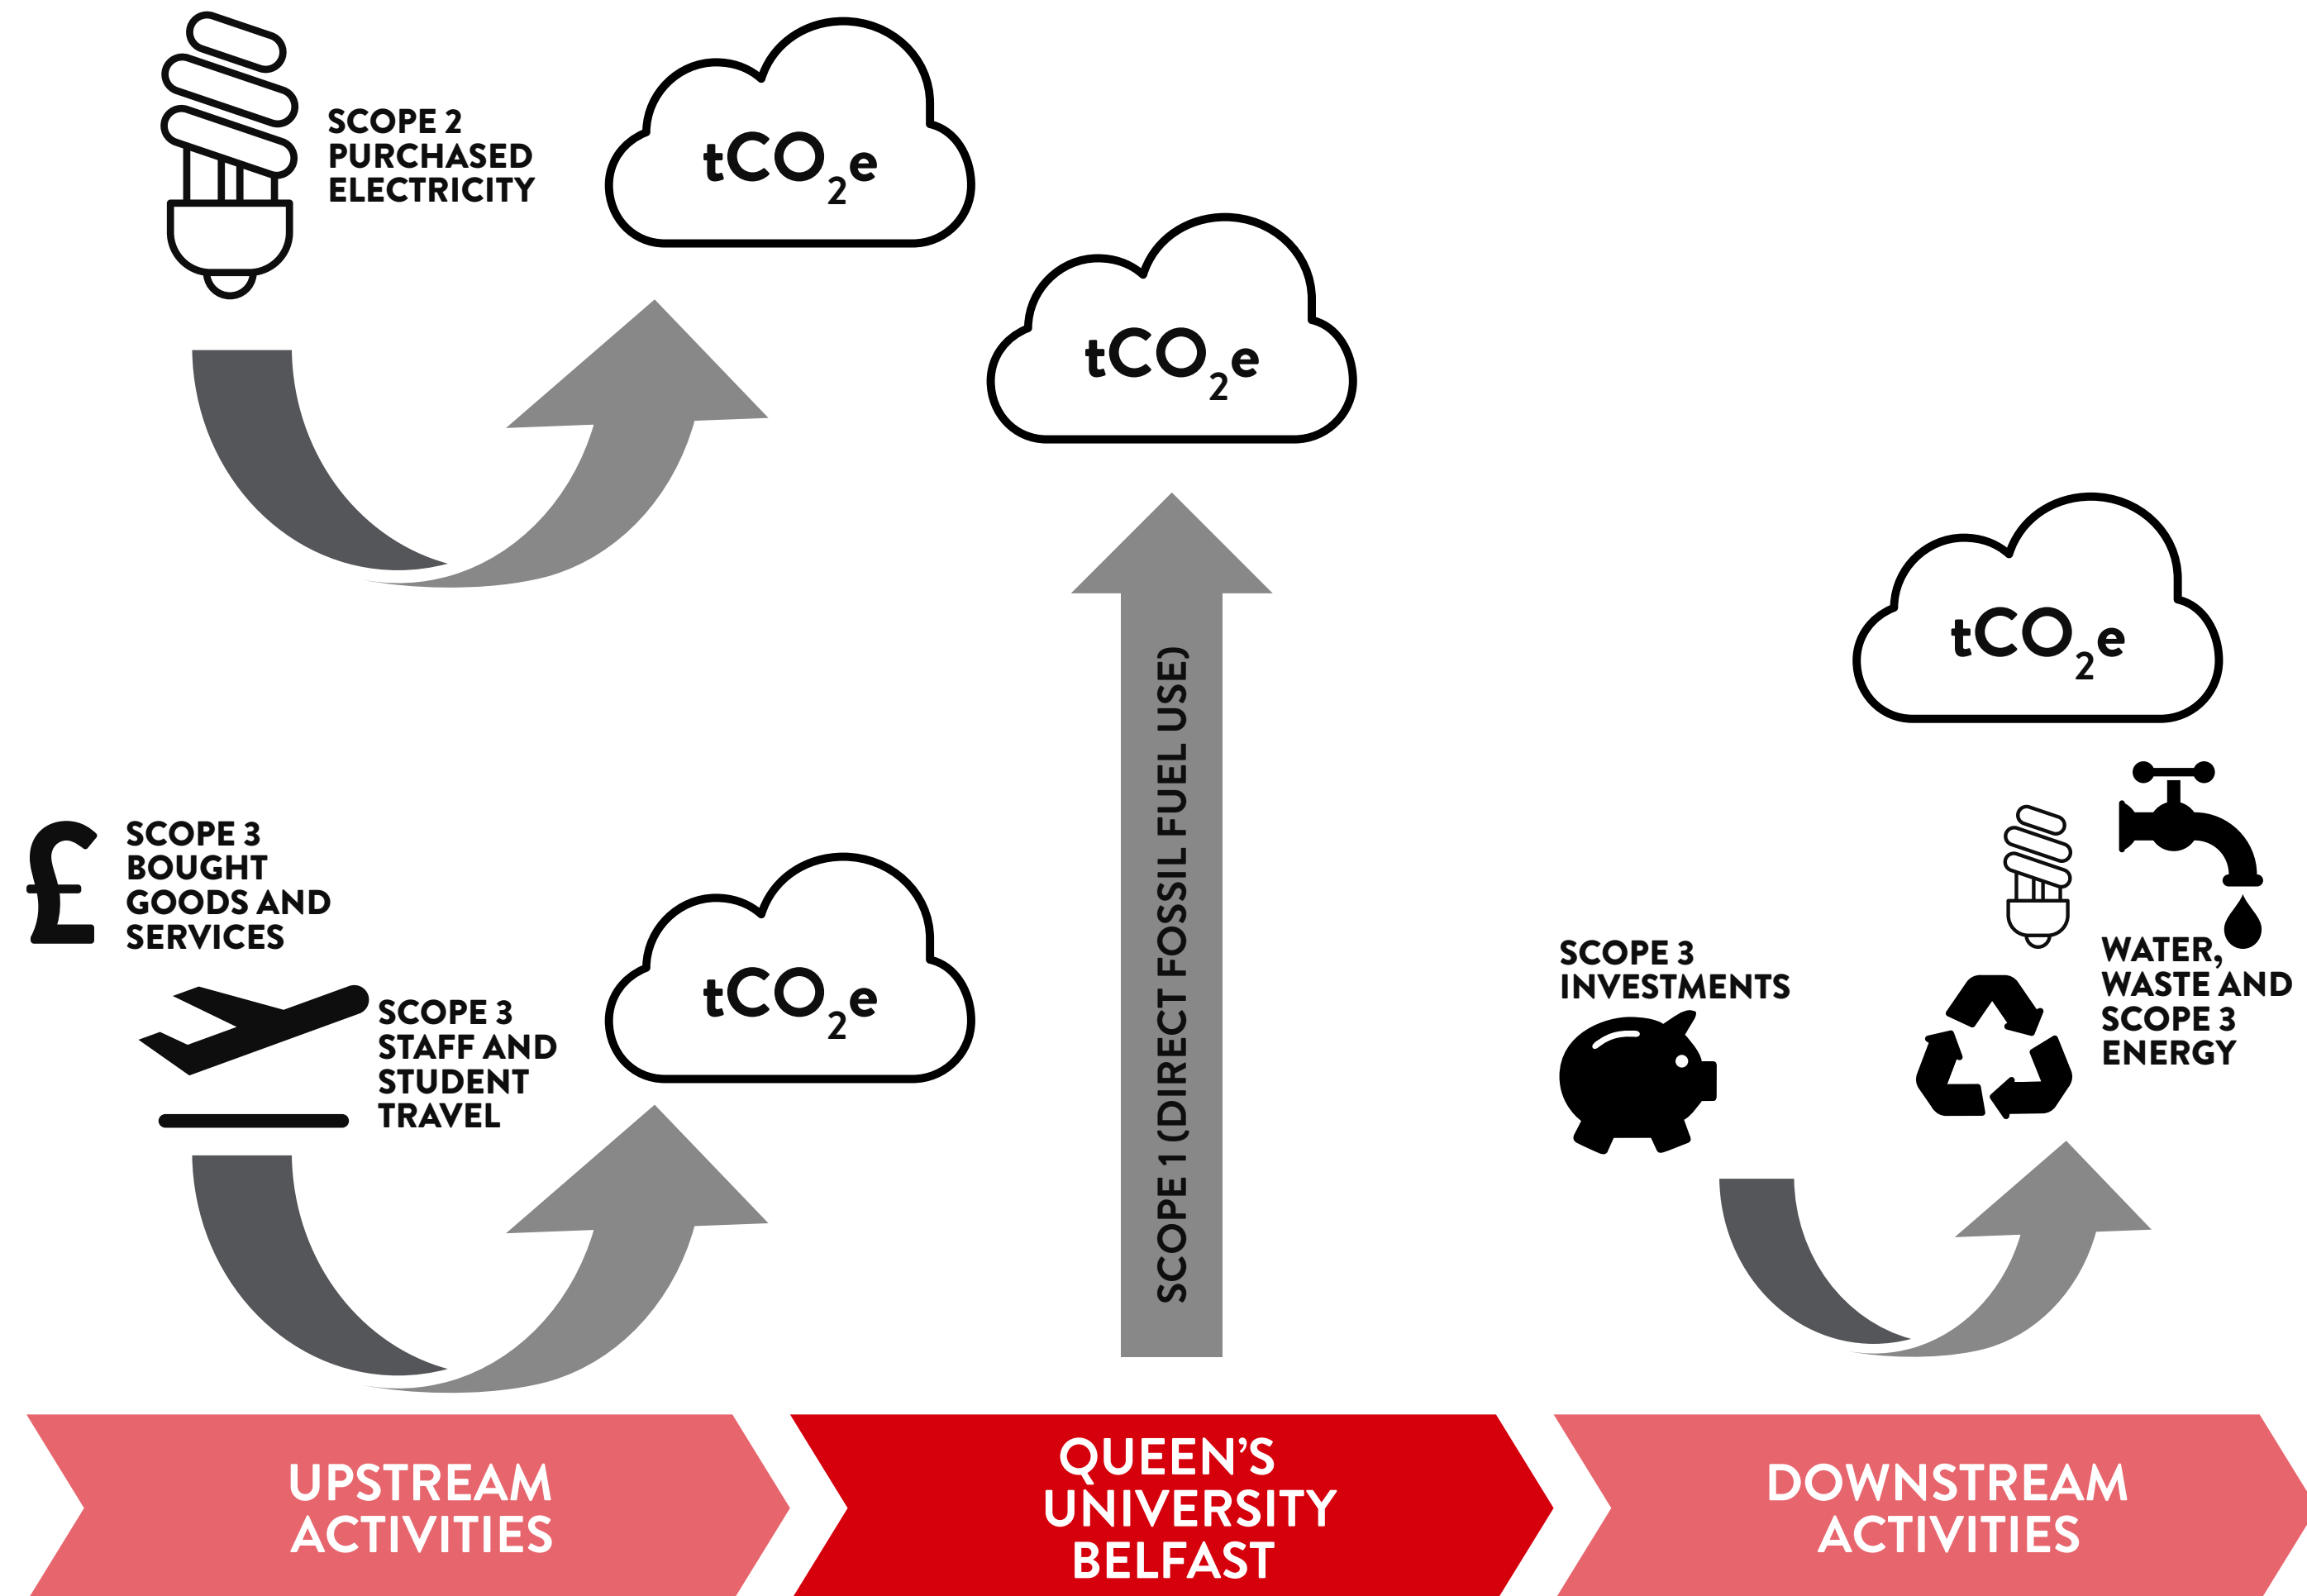 SCOPE 2
PURCHASED
ELECTRICITY
tCO₂e
tCO₂e
tCO₂e
SCOPE 3
BOUGHT
GOODS AND
SERVICES
SCOPE 3
STAFF AND
STUDENT
TRAVEL
tCO₂e
SCOPE 1 (DIRECT FOSSIL FUEL USE)
SCOPE 3
INVESTMENTS
WATER,
WASTE AND
SCOPE 3
ENERGY
UPSTREAM
ACTIVITIES
QUEEN'S
UNIVERSITY
BELFAST
DOWNSTREAM
ACTIVITIES